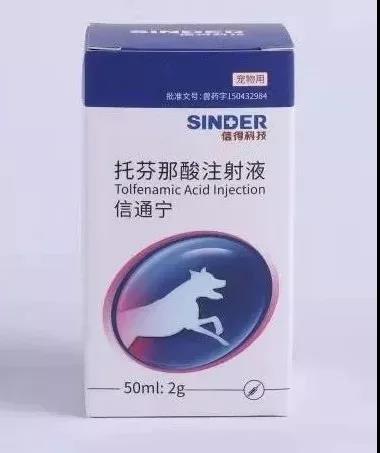 SINDER
宠物用
批准文号:兽药字150432984
SINDER
信得科技
托芬那酸注射液
Tolfenamic Acid Injection
信通宁
50ml: 2g